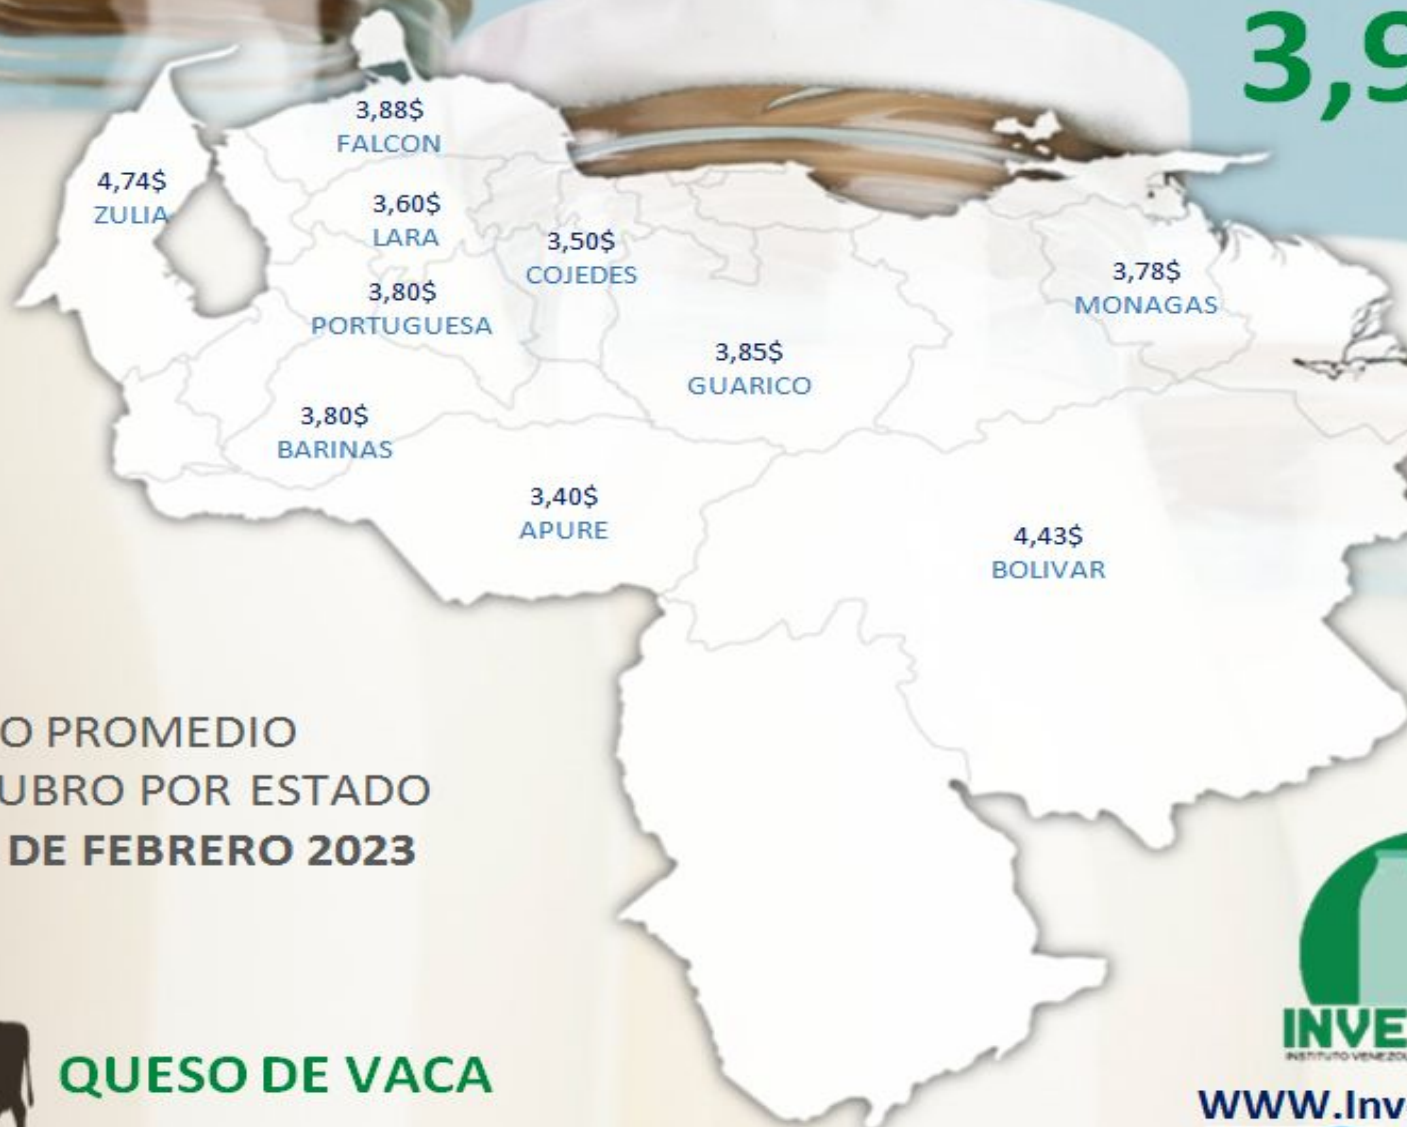 3,9
3,88$
FALCON
4,74$
ZULIA
3,60$
LARA
3,50$
COJEDES
3,78$
MONAGAS
3,80$
PORTUGUESA
3,85$
GUARICO
3,80$
BARINAS
3,40$
APURE
4,43$
BOLIVAR
O PROMEDIO
UBRO POR ESTADO
DE FEBRERO 2023
QUESO DE VACA
INVE
INSTITUTO VENEZOL
WWW.Inv